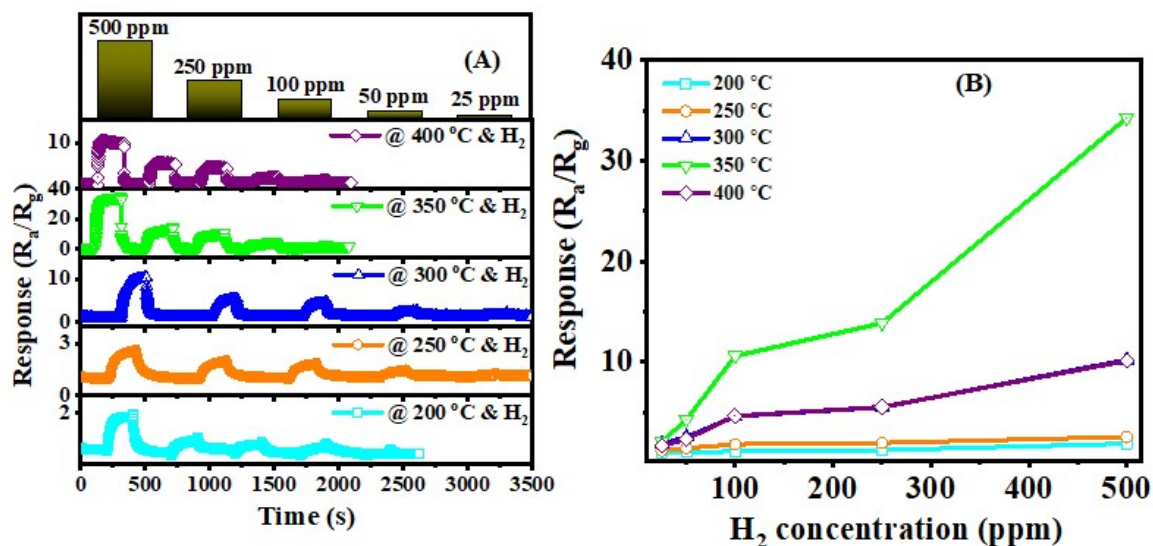 500 ppm
250 ppm
100 ppm
50 ppm
25 ppm
(A)
10
@ 400 °C & H₂
40
20
0
@ 350 °C & H₂
10
0
@ 300 °C & H₂
3
0
@ 250 °C & H₂
2
@ 200 °C & H₂
Response (Rₐ/R_g)
0 500 1000 1500 2000 2500 3000 3500
Time (s)
(B)
200 °C
250 °C
300 °C
350 °C
400 °C
40
30
20
10
Response (Rₐ/R_g)
100 200 300 400 500
H₂ concentration (ppm)